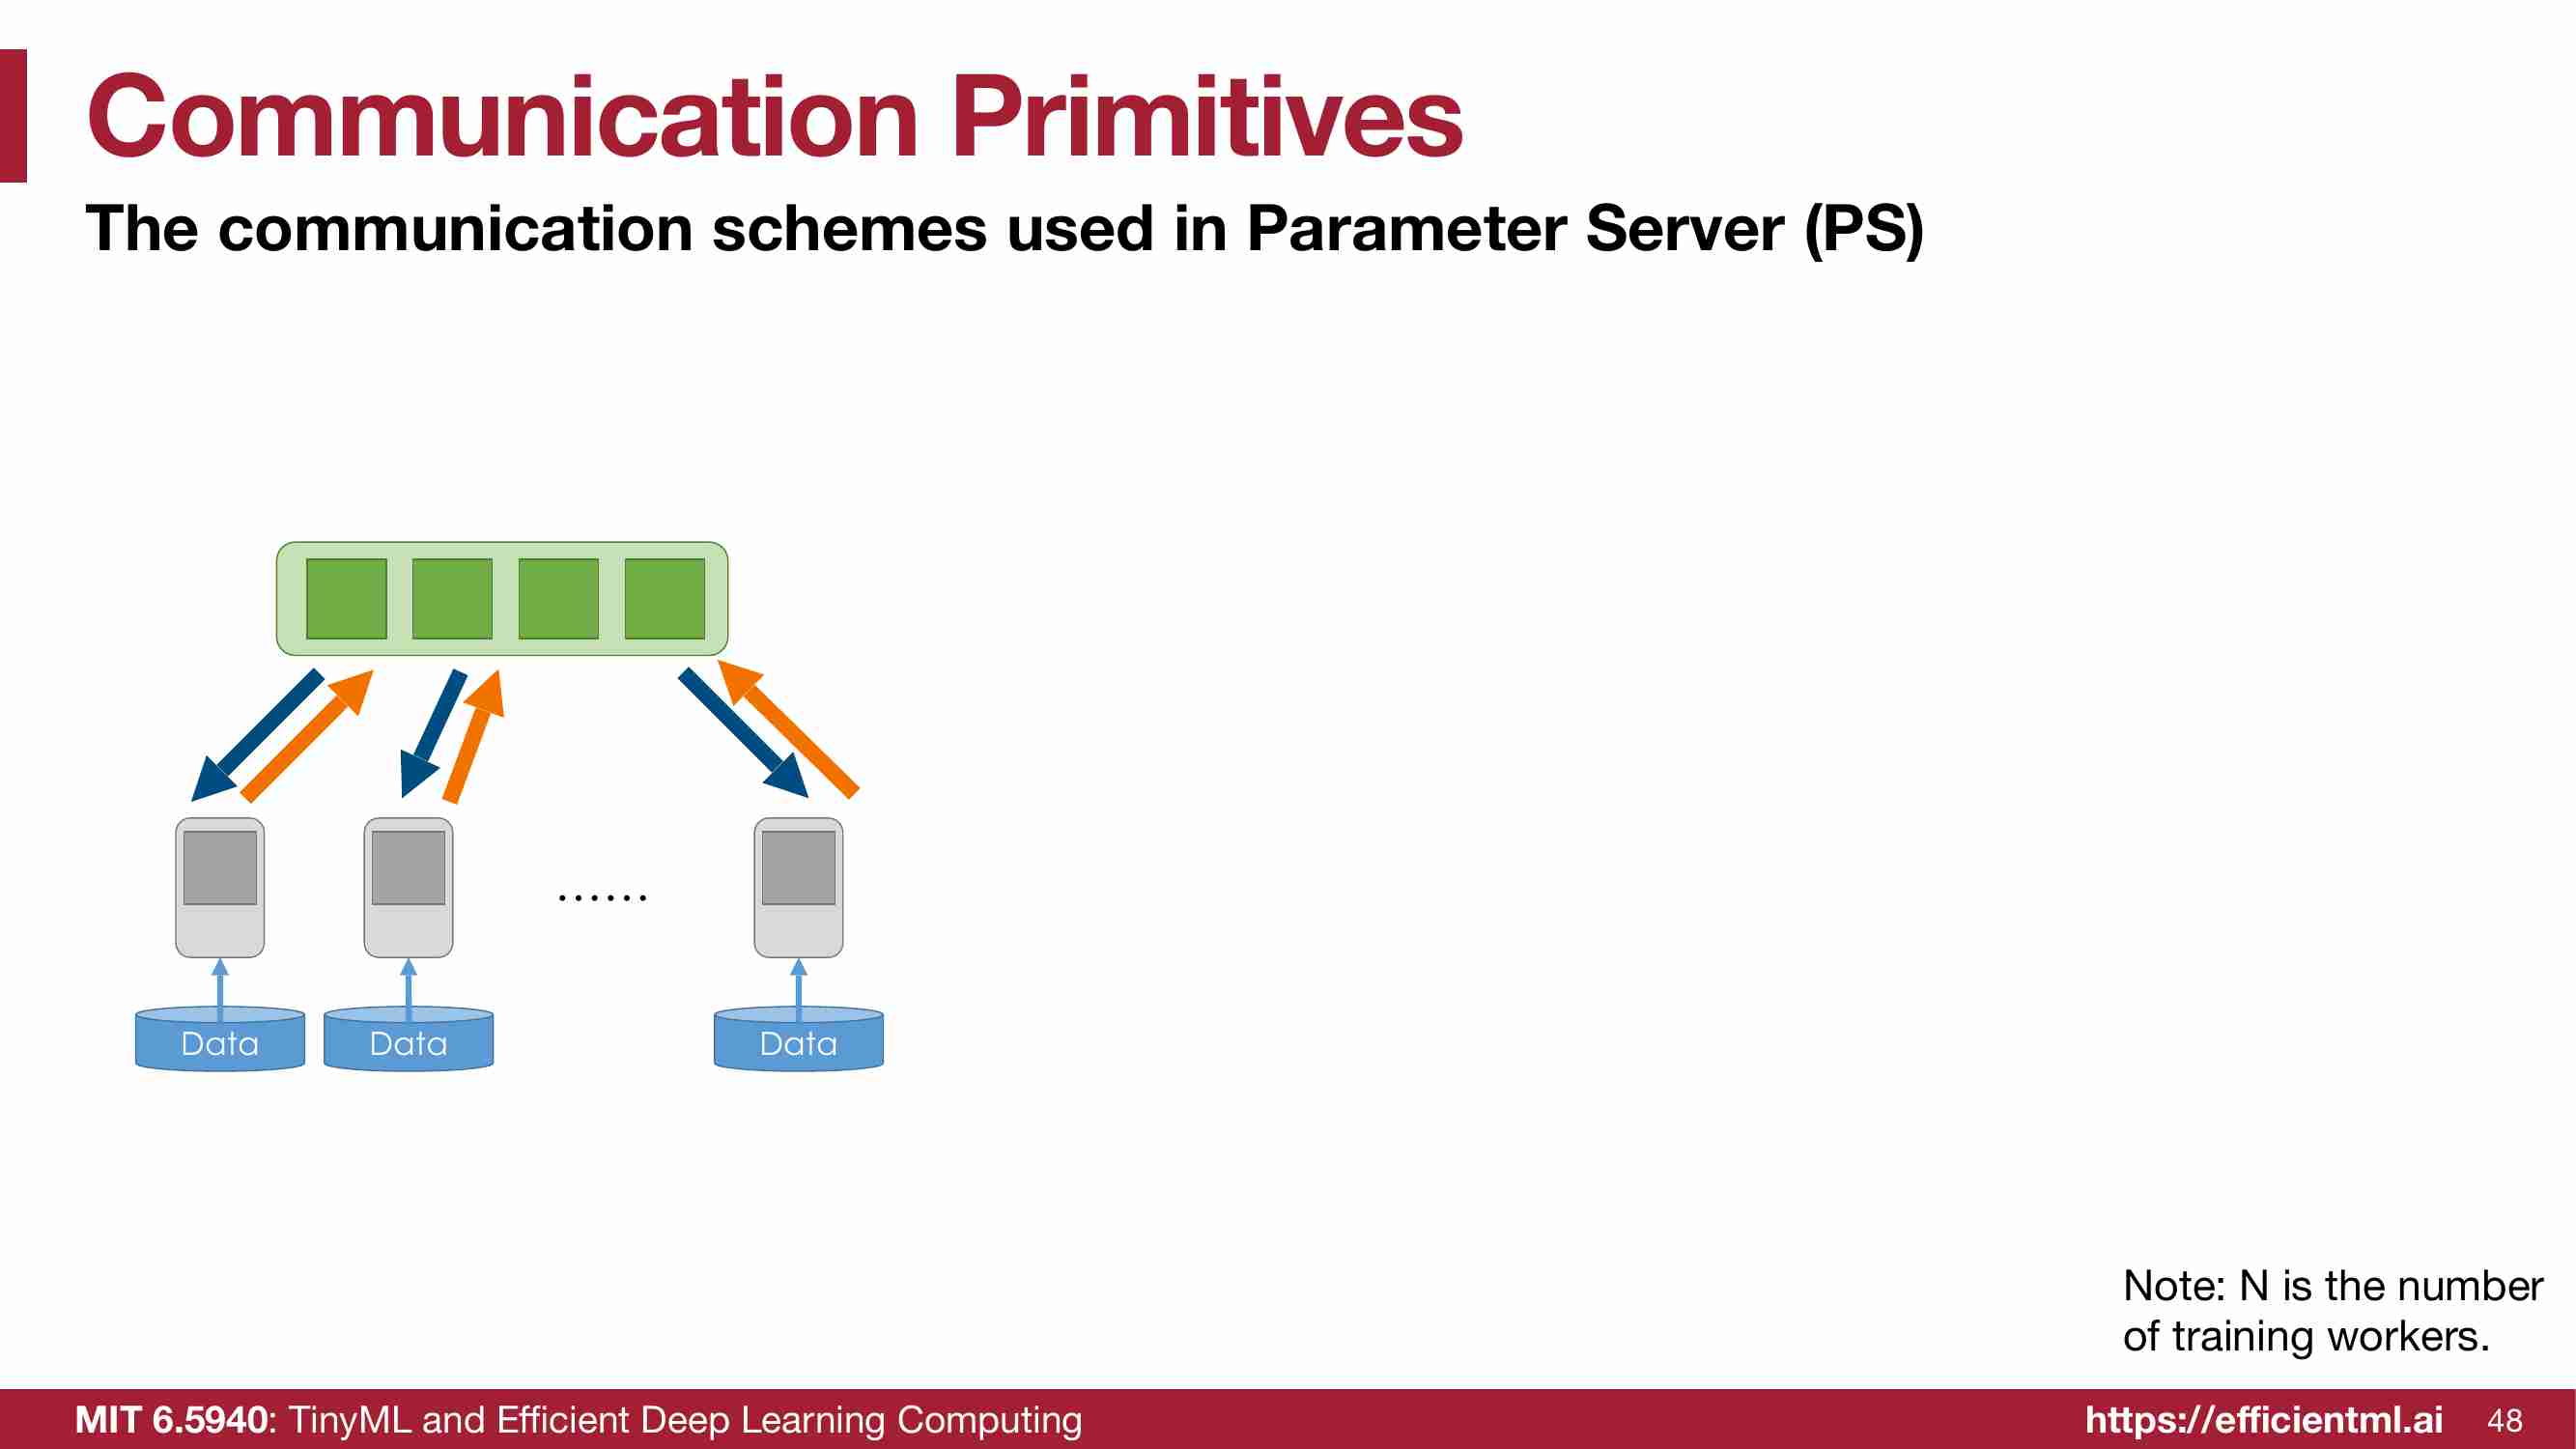 Communication Primitives
The communication schemes used in Parameter Server (PS)
......
Data
Data
Data
Note: N is the number
of training workers.
MIT 6.5940: TinyML and Efficient Deep Learning Computing
https://efficientml.ai
48